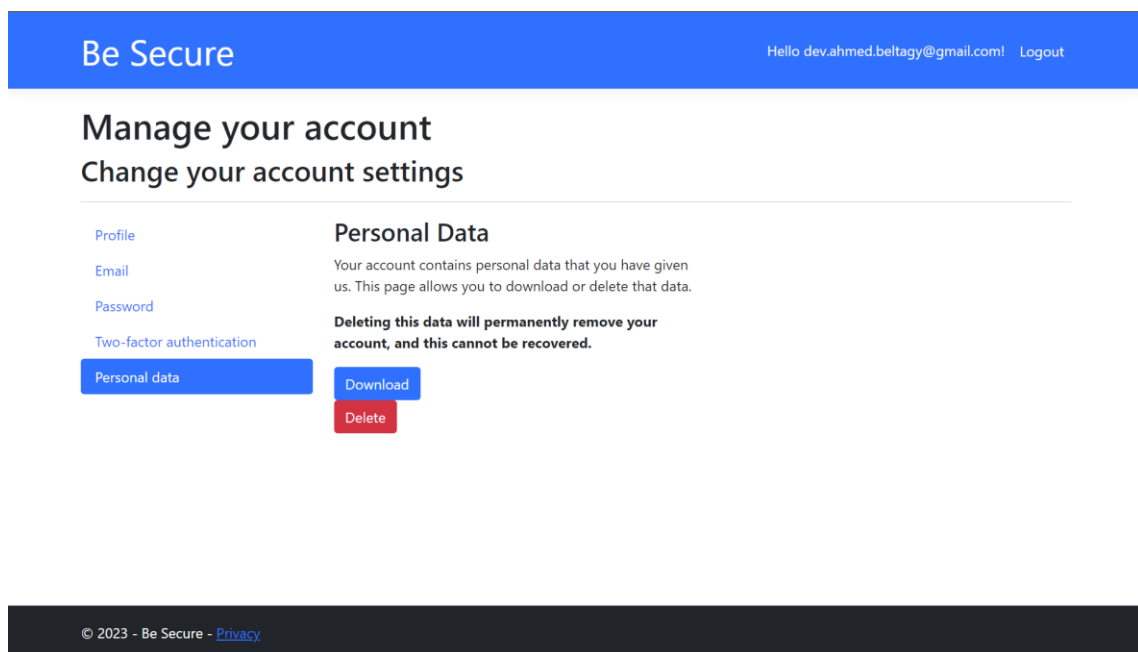 Be Secure
Hello dev.ahmed.beltagy@gmail.com! Logout
Manage your account
Change your account settings
Profile
Email
Password
Two-factor authentication
Personal data
Personal Data
Your account contains personal data that you have given
us. This page allows you to download or delete that data.
Deleting this data will permanently remove your
account, and this cannot be recovered.
Download
Delete
© 2023 - Be Secure - Privacy